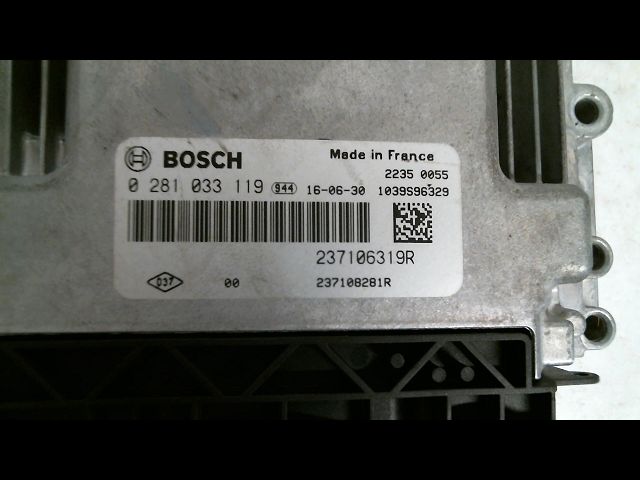 BOSCH Made in France
2235 0055
0 281 033 119 944 16-06-30 1039S96329
237106319R
D37 00 237108281R